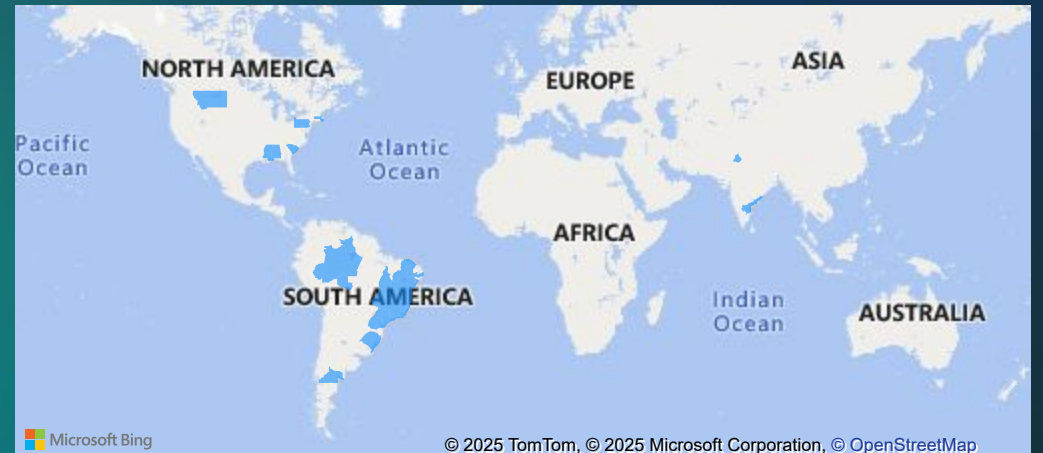 NORTH AMERICA
EUROPE
ASIA
Pacific
Ocean
Atlantic
Ocean
AFRICA
SOUTH AMERICA
Indian
Ocean
AUSTRALIA
Microsoft Bing
© 2025 TomTom, © 2025 Microsoft Corporation, © OpenStreetMap